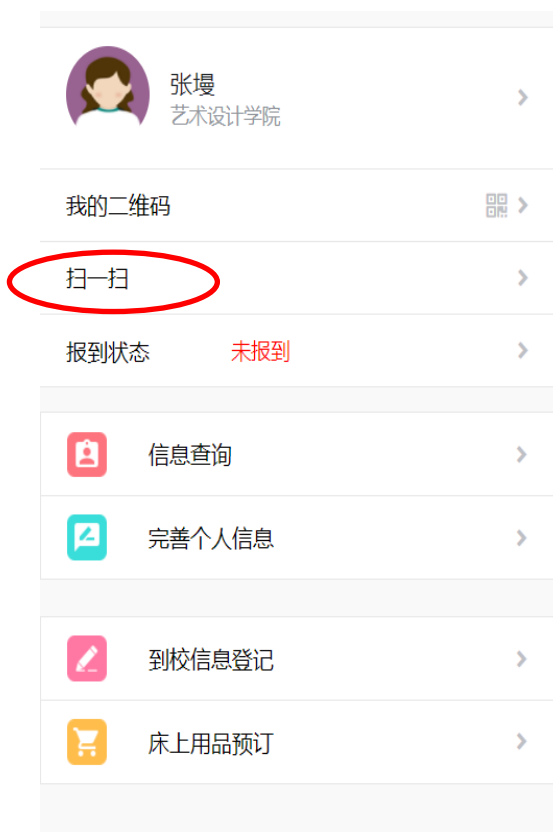 张墁
艺术设计学院
我的二维码
扫一扫
报到状态 未报到
信息查询
完善个人信息
到校信息登记
床上用品预订